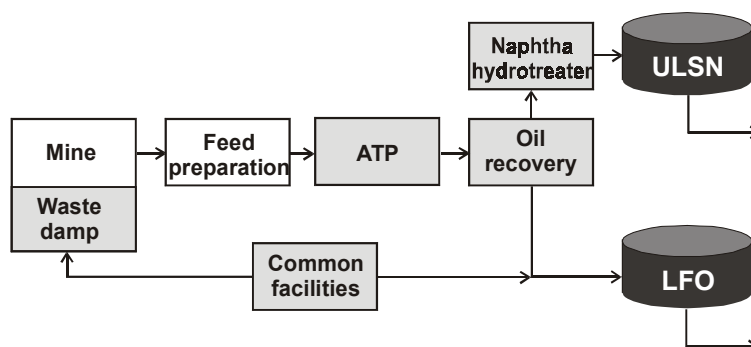 Naphtha
hydrotreater
ULSN
Mine
Feed
preparation
ATP
Oil
recovery
Waste
damp
Common
facilities
LFO